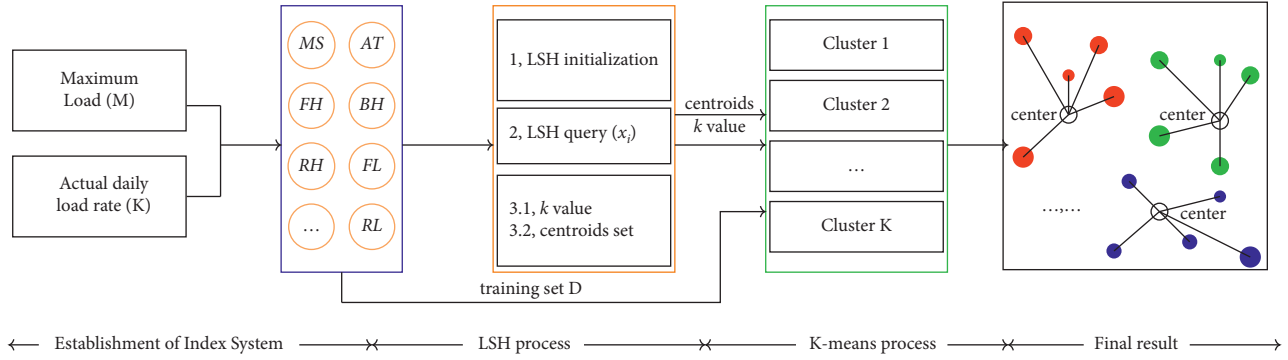 Maximum
Load (M)
Actual daily
load rate (K)
MS
AT
FH
BH
RH
FL
...
RL
1, LSH initialization
2, LSH query (xᵢ)
3.1, k value
3.2, centroids set
centroids
k value
training set D
Cluster 1
Cluster 2
...
Cluster K
center
center
center
...,...
Establishment of Index System
LSH process
K-means process
Final result